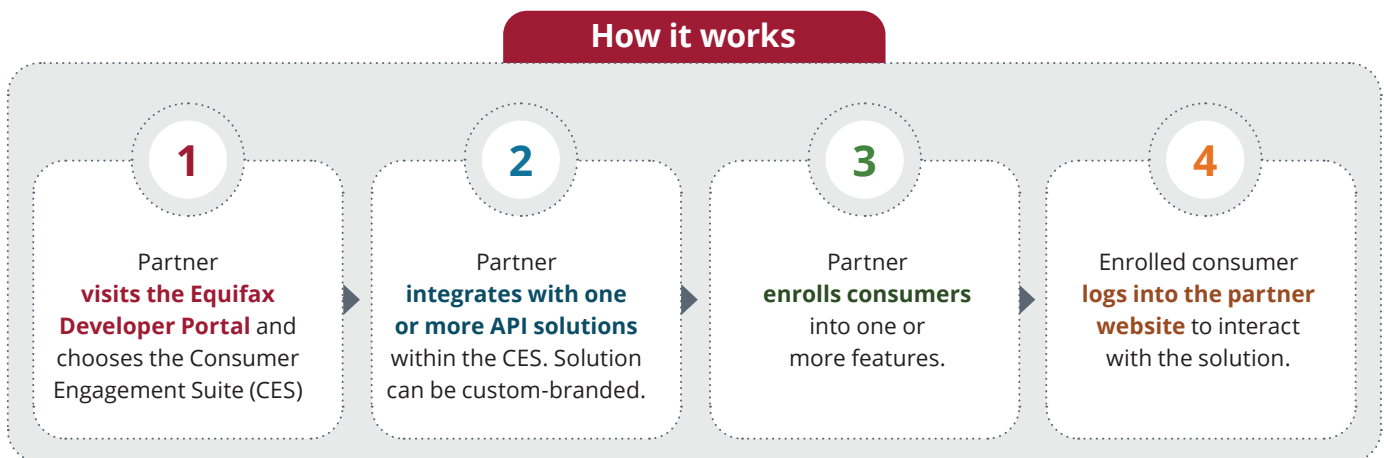 How it works
1
Partner
visits the Equifax
Developer Portal and
chooses the Consumer
Engagement Suite (CES)
2
Partner
integrates with one
or more API solutions
within the CES. Solution
can be custom-branded.
3
Partner
enrolls consumers
into one or
more features.
4
Enrolled consumer
logs into the partner
website to interact
with the solution.